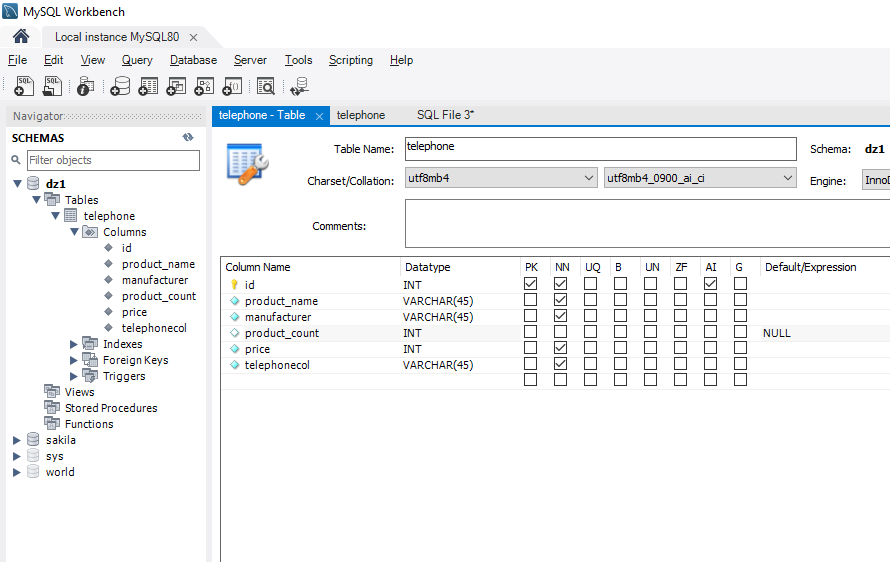 MySQL Workbench
Local instance MySQL80
File Edit View Query Database Server Tools Scripting Help
Navigator
SCHEMAS
Filter objects
dz1
Tables
telephone
Columns
id
product_name
manufacturer
product_count
price
telephonecol
Indexes
Foreign Keys
Triggers
Views
Stored Procedures
Functions
sakila
sys
world
telephone - Table telephone SQL File 3*
Table Name: telephone Schema: dz1
Charset/Collation: utf8mb4 utf8mb4_0900_ai_ci Engine: InnoD
Comments:
Column Name Datatype PK NN UQ B UN ZF AI G Default/Expression
id INT
product_name VARCHAR(45)
manufacturer VARCHAR(45)
product_count INT NULL
price INT
telephonecol VARCHAR(45)